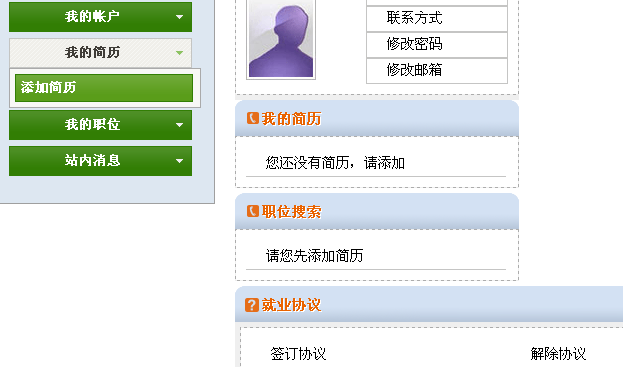 我的帐户
我的简历
添加简历
我的职位
站内消息
联系方式
修改密码
修改邮箱
我的简历
您还没有简历，请添加
职位搜索
请您先添加简历
就业协议
签订协议 解除协议